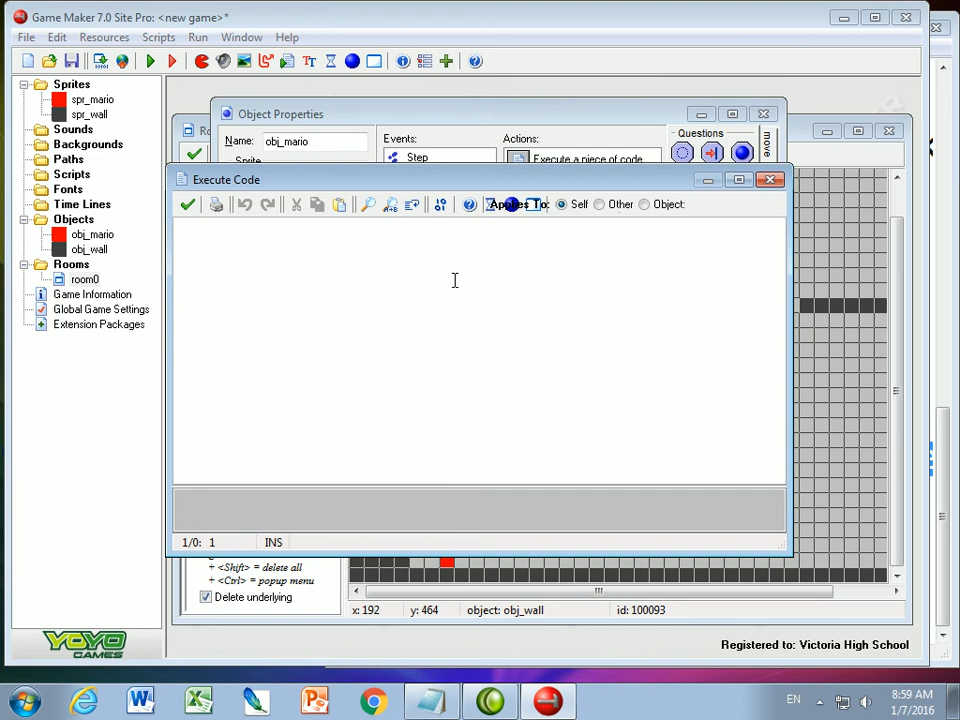 Game Maker 7.0 Site Pro: <new game>*
File Edit Resources Scripts Run Window Help
Sprites
spr_mario
spr_wall
Sounds
Backgrounds
Paths
Scripts
Fonts
Time Lines
Objects
obj_mario
obj_wall
Rooms
room0
Game Information
Global Game Settings
Extension Packages
YOYO
GAMES
Object Properties
Name: obj_mario
Events:
Actions:
Questions
move
Step
Execute a piece of code
Sprite
Execute Code
Applies To: Self Other Object:
1/0: 1 INS
+ <Shift> = delete all
+ <Ctrl> = popup menu
Delete underlying
x: 192 y: 464 object: obj_wall id: 100093
Registered to: Victoria High School
EN
8:59 AM
1/7/2016